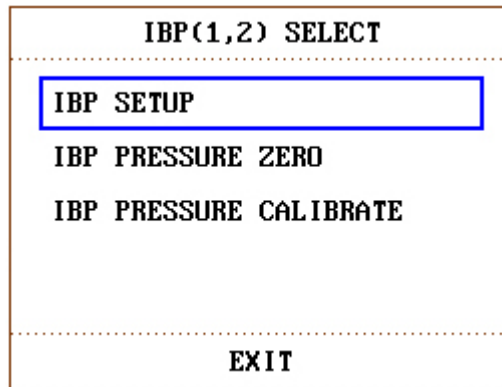 IBP(1,2) SELECT
IBP SETUP
IBP PRESSURE ZERO
IBP PRESSURE CALIBRATE
EXIT